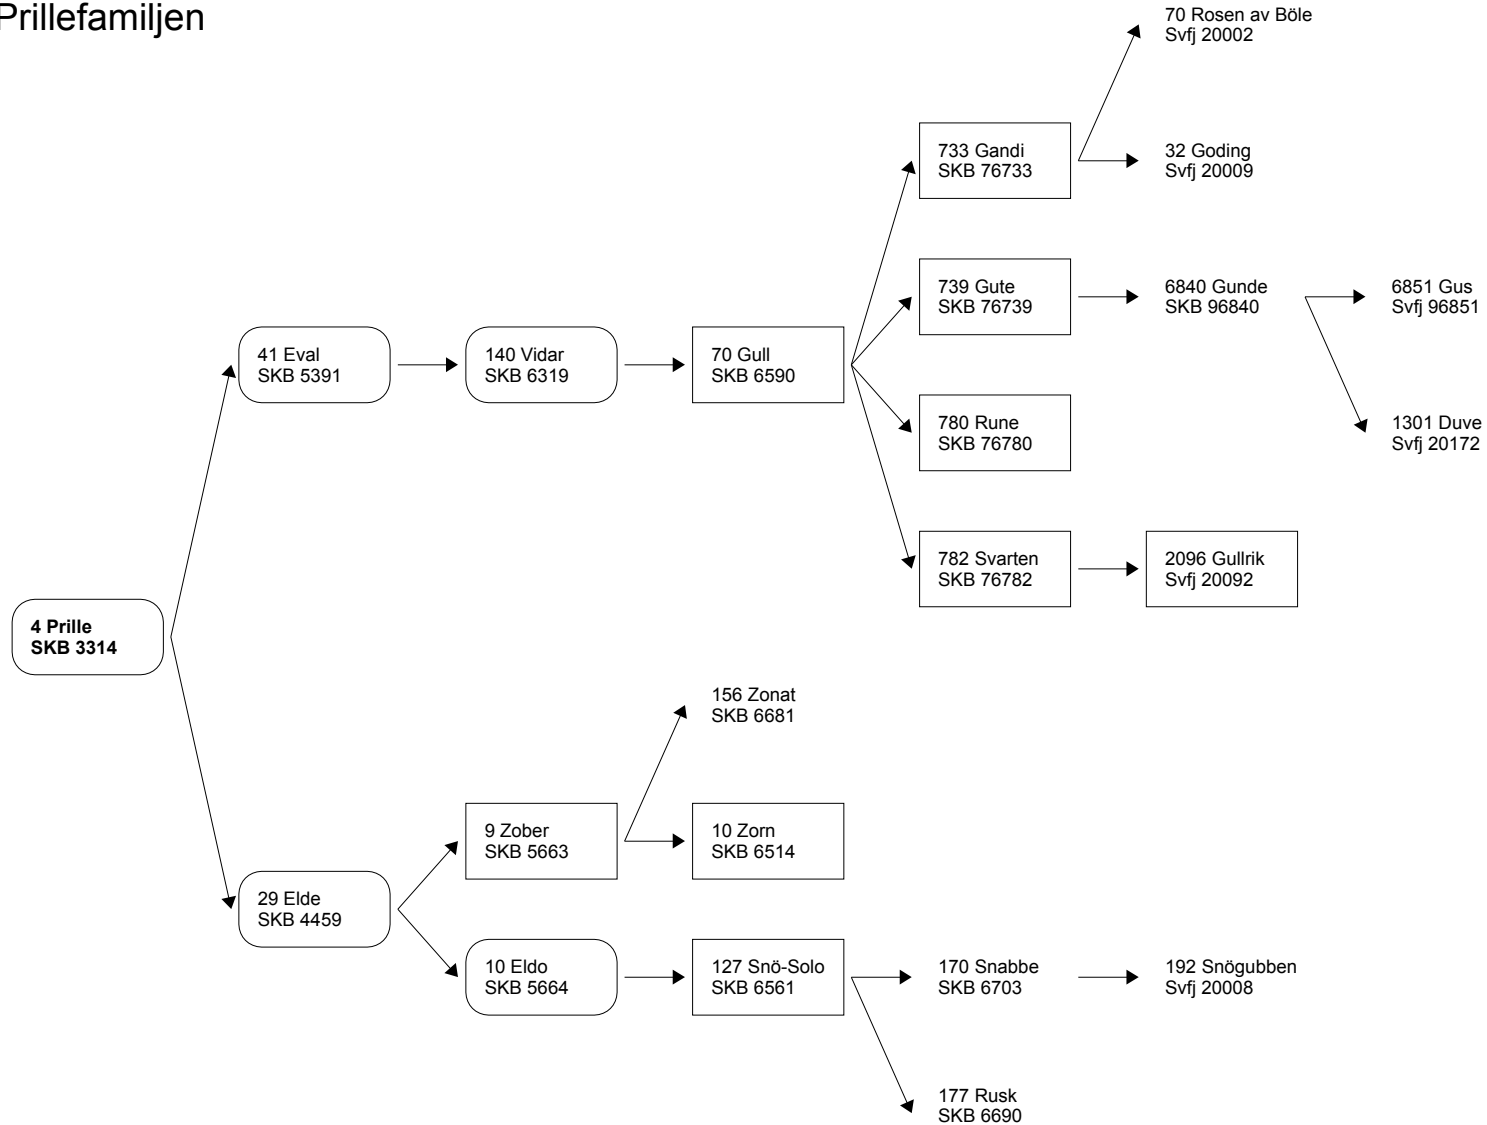 Prillefamiljen
70 Rosen av Böle
Svfj 20002
733 Gandi
SKB 76733
32 Goding
Svfj 20009
739 Gute
SKB 76739
6840 Gunde
SKB 96840
6851 Gus
Svfj 96851
41 Eval
SKB 5391
140 Vidar
SKB 6319
70 Gull
SKB 6590
780 Rune
SKB 76780
1301 Duve
Svfj 20172
782 Svarten
SKB 76782
2096 Gullrik
Svfj 20092
4 Prille
SKB 3314
156 Zonat
SKB 6681
9 Zober
SKB 5663
10 Zorn
SKB 6514
29 Elde
SKB 4459
10 Eldo
SKB 5664
127 Snö-Solo
SKB 6561
170 Snabbe
SKB 6703
192 Snögubben
Svfj 20008
177 Rusk
SKB 6690